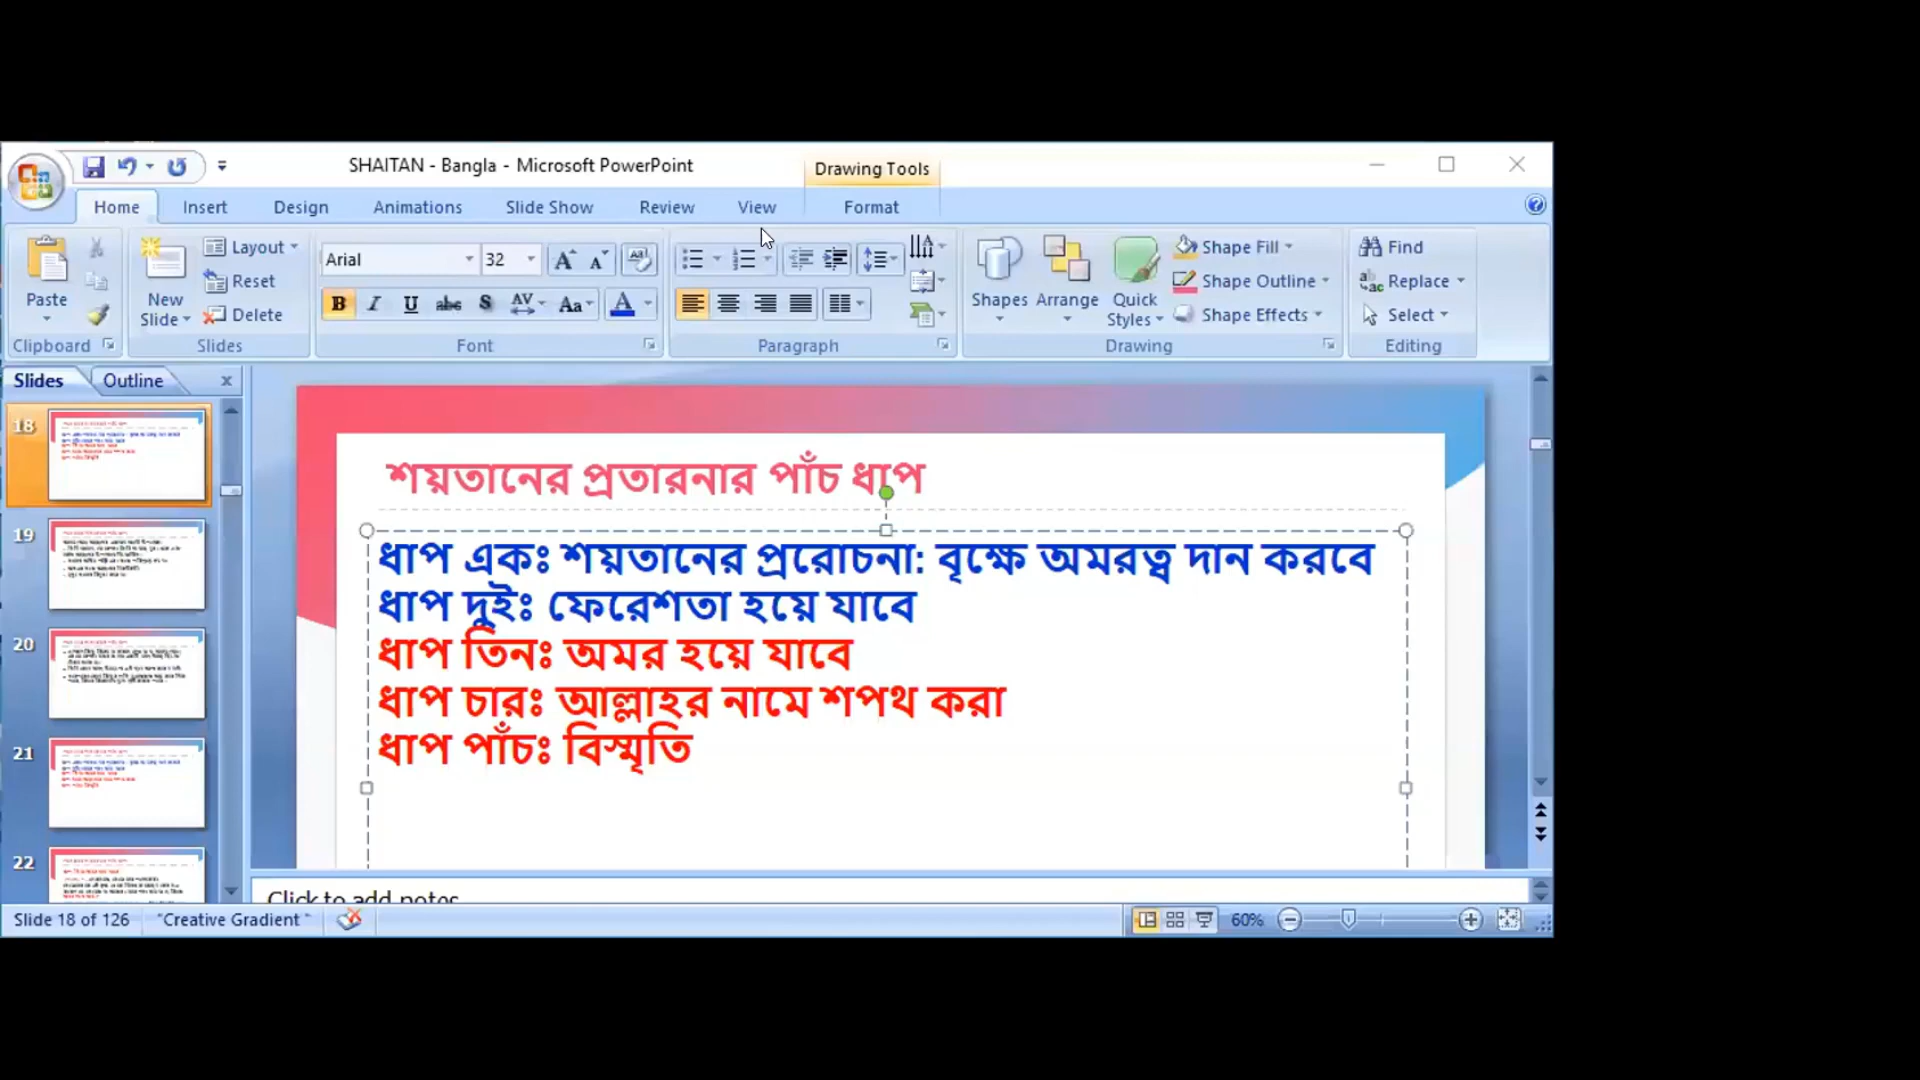 SHAITAN - Bangla - Microsoft PowerPoint
Drawing Tools
Home Insert Design Animations Slide Show Review View Format
Paste
Clipboard
New Slide
Layout
Reset
Delete
Slides
Arial 32
B I U abc S AV Aa A
Font
Paragraph
Shapes Arrange Quick Styles
Shape Fill
Shape Outline
Shape Effects
Drawing
Find
Replace
Select
Editing
Slides Outline
18
19
20
21
22
শয়তানের প্রতারনার পাঁচ ধাপ
ধাপ একঃ শয়তানের প্ররোচনা: বৃক্ষে অমরত্ব দান করবে
ধাপ দুইঃ ফেরেশতা হয়ে যাবে
ধাপ তিনঃ অমর হয়ে যাবে
ধাপ চারঃ আল্লাহর নামে শপথ করা
ধাপ পাঁচঃ বিস্মৃতি
Click to add notes
Slide 18 of 126 "Creative Gradient" 60%